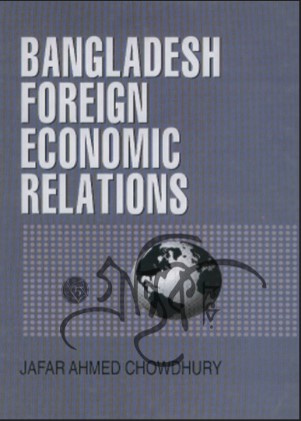 BANGLADESH
FOREIGN
ECONOMIC
RELATIONS
JAFAR AHMED CHOWDHURY